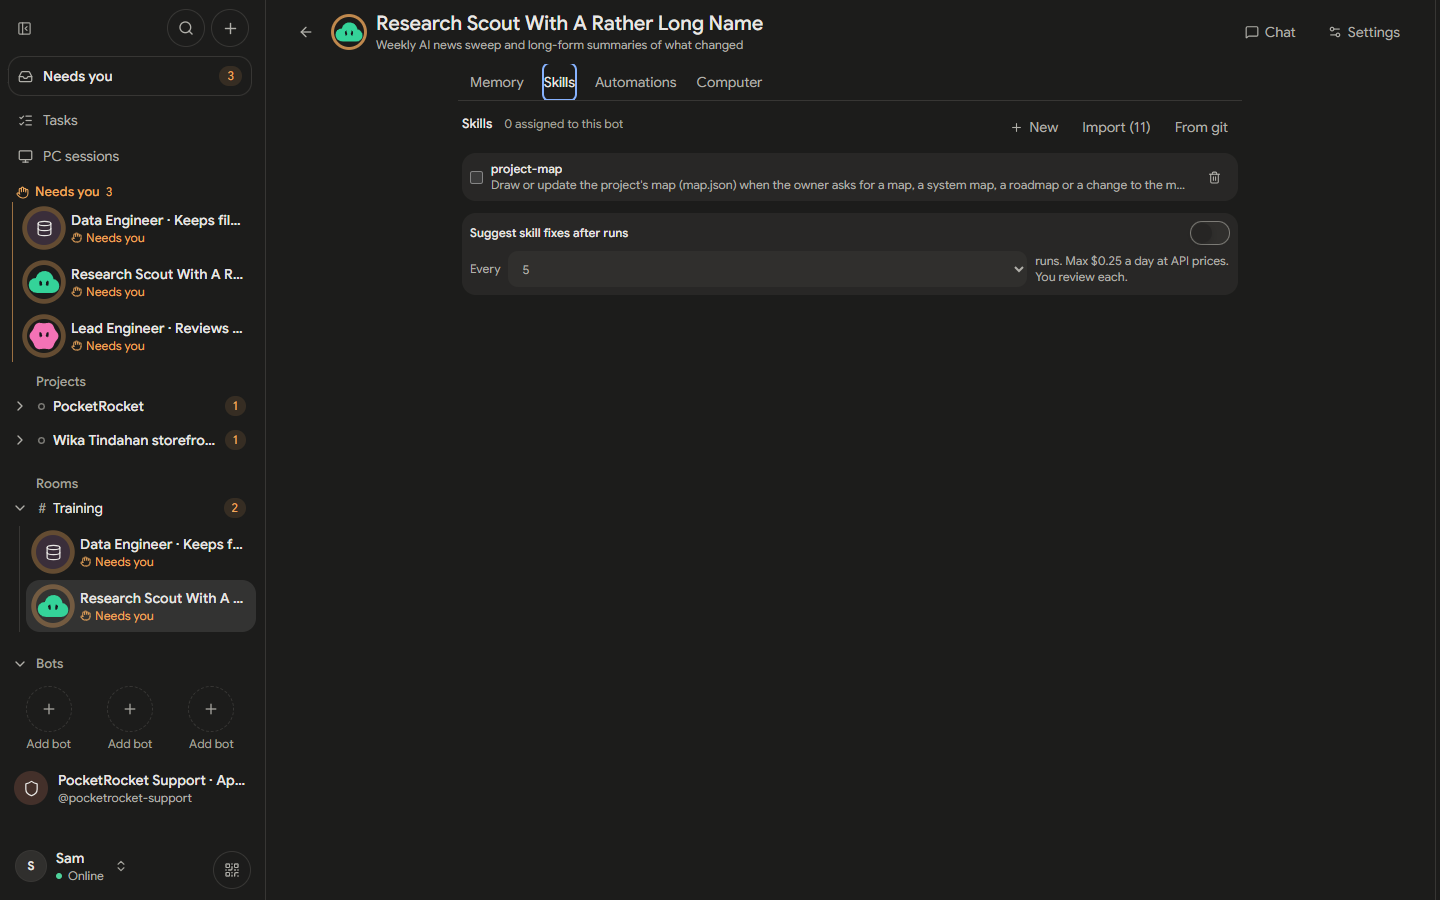 Needs you 3
Tasks
PC sessions
Needs you 3
Data Engineer · Keeps fil...
Needs you
Research Scout With A R...
Needs you
Lead Engineer · Reviews ...
Needs you
Projects
PocketRocket 1
Wika Tindahan storefro... 1
Rooms
# Training 2
Data Engineer · Keeps f...
Needs you
Research Scout With A ...
Needs you
Bots
Add bot Add bot Add bot
PocketRocket Support · Ap...
@pocketrocket-support
S Sam
Online
Research Scout With A Rather Long Name
Weekly AI news sweep and long-form summaries of what changed
Chat Settings
Memory Skills Automations Computer
Skills 0 assigned to this bot
New Import (11) From git
project-map
Draw or update the project's map (map.json) when the owner asks for a map, a system map, a roadmap or a change to the m...
Suggest skill fixes after runs
Every 5 runs. Max $0.25 a day at API prices.
You review each.